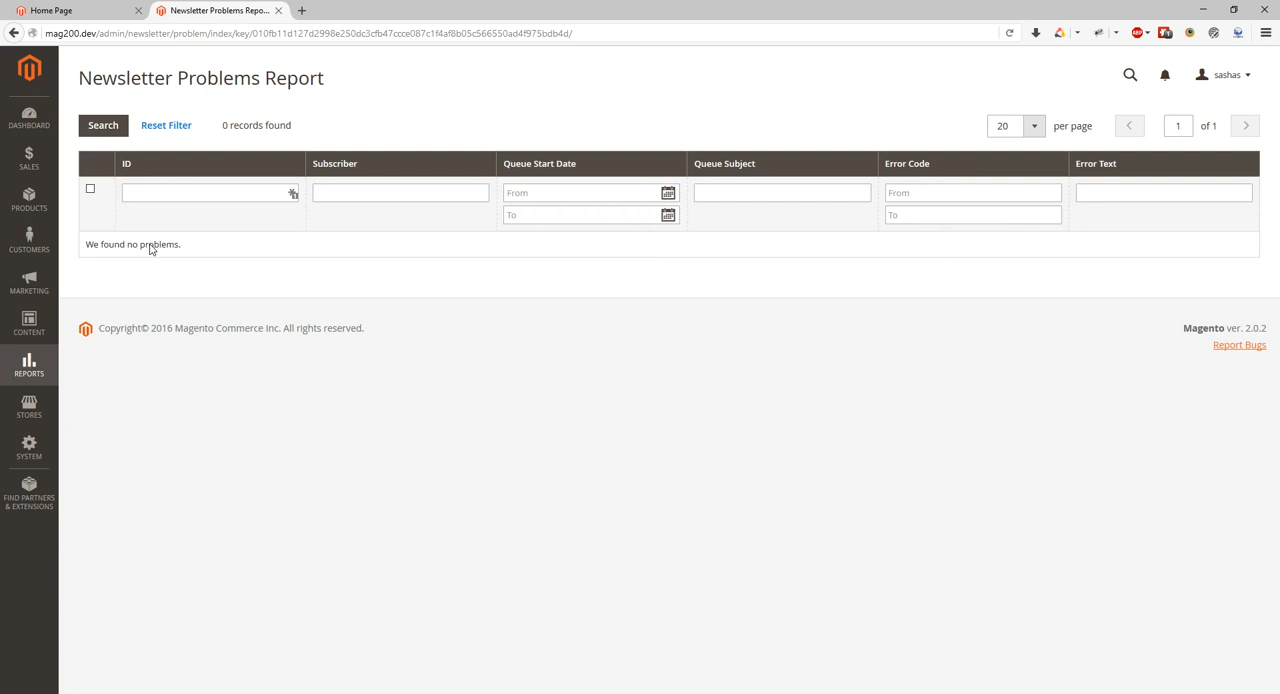 Home Page
Newsletter Problems Repo...
mag200.dev/admin/newsletter/problem/index/key/010fb11d127d2998e250dc3cfb47ccce087c1f4af8b05c566550ad4f975bdb4d/
Newsletter Problems Report
sashas
Search Reset Filter 0 records found 20 per page 1 of 1
ID Subscriber Queue Start Date Queue Subject Error Code Error Text
From From
To To
We found no problems.
Copyright© 2016 Magento Commerce Inc. All rights reserved.
Magento ver. 2.0.2
Report Bugs
DASHBOARD
SALES
PRODUCTS
CUSTOMERS
MARKETING
CONTENT
REPORTS
STORES
SYSTEM
FIND PARTNERS
& EXTENSIONS
ABP